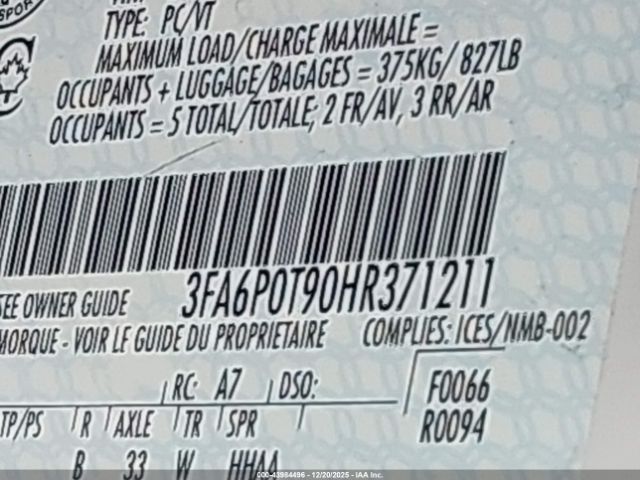 SPOR
TYPE: PC/VT
MAXIMUM LOAD/CHARGE MAXIMALE =
OCCUPANTS + LUGGAGE/BAGAGES = 375KG/ 827LB
OCCUPANTS = 5 TOTAL/TOTALE; 2 FR/AV, 3 RR/AR
3FA6P0T90HR371211
SEE OWNER GUIDE
MORQUE - VOIR LE GUIDE DU PROPRIETAIRE COMPLIES: ICES/NMB-002
RC: A7 DSO: F0066
TP/PS R AXLE TR SPR R0094
B 33 W HHAA
000-43984496 - 12/20/2025 - IAA Inc.